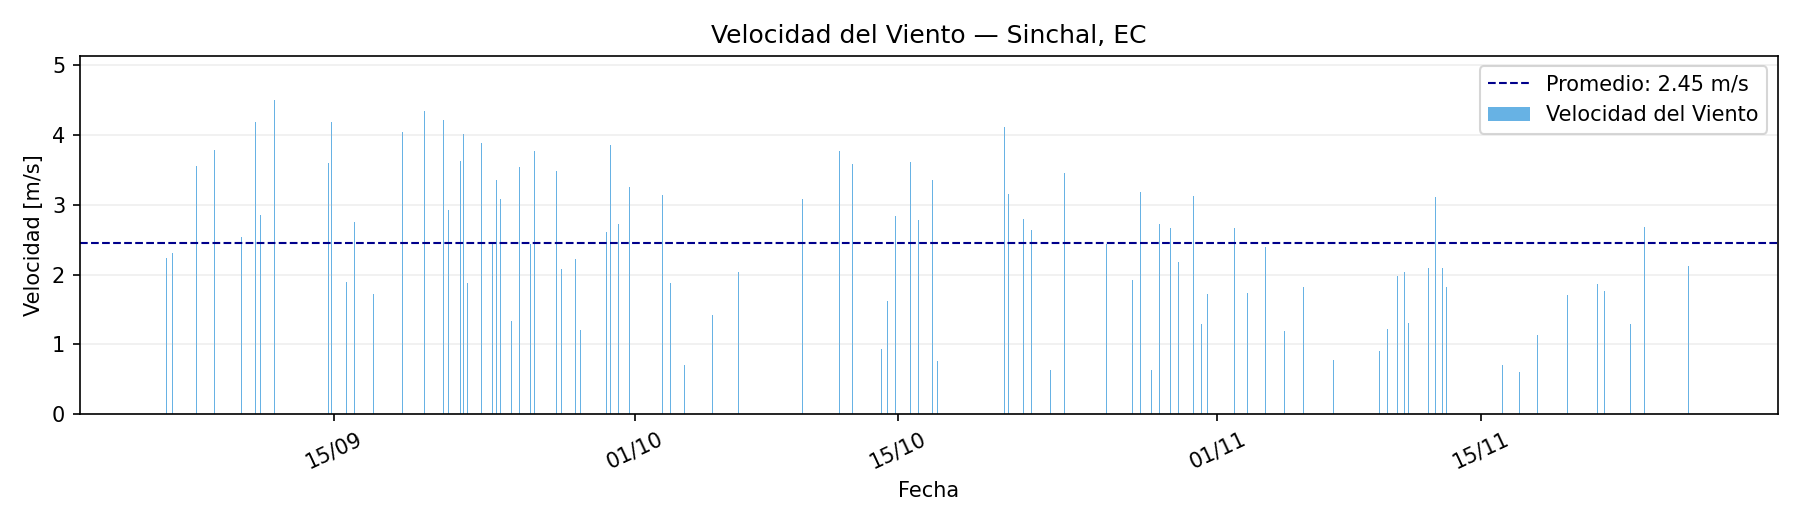 Velocidad del Viento — Sinchal, EC
Velocidad [m/s]
5
4
3
2
1
0
Promedio: 2.45 m/s
Velocidad del Viento
15/09
01/10
15/10
01/11
15/11
Fecha